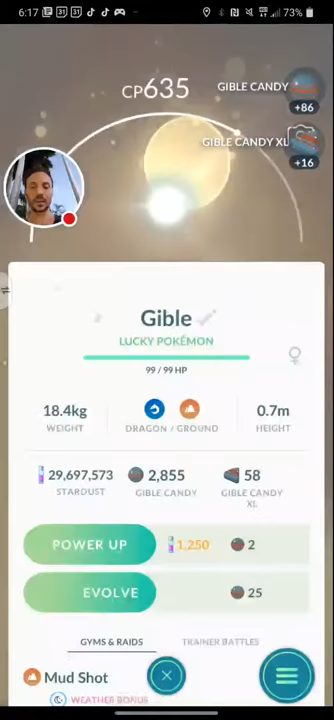 6:17 31 31 73%
CP635
GIBLE CANDY
+86
GIBLE CANDY XL
+16
Gible
LUCKY POKÉMON
99 / 99 HP
18.4kg
WEIGHT
DRAGON / GROUND
0.7m
HEIGHT
29,697,573
STARDUST
2,855
GIBLE CANDY
58
GIBLE CANDY XL
POWER UP 1,250 2
EVOLVE 25
GYMS & RAIDS TRAINER BATTLES
Mud Shot
WEATHER BONUS